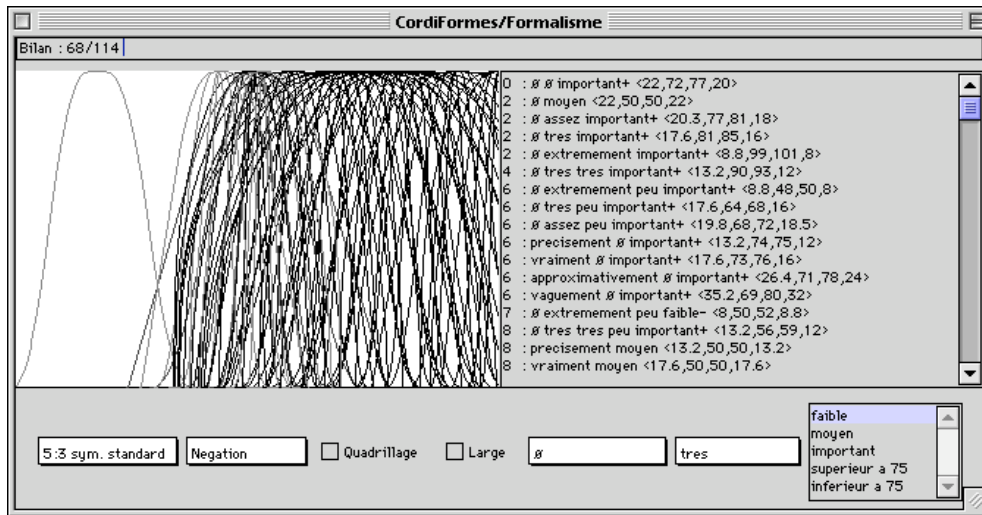 CordiFormes/Formalisme
Bilan : 68/114
0 : ø ø important+ <22,72,77,20>
2 : ø moyen <22,50,50,22>
2 : ø assez important+ <20.3,77,81,18>
2 : ø tres important+ <17.6,81,85,16>
2 : ø extremement important+ <8.8,99,101,8>
4 : ø tres tres important+ <13.2,90,93,12>
6 : ø extremement peu important+ <8.8,48,50,8>
6 : ø tres peu important+ <17.6,64,68,16>
6 : ø assez peu important+ <19.8,68,72,18.5>
6 : precisement ø important+ <13.2,74,75,12>
6 : vraiment ø important+ <17.6,73,76,16>
6 : approximativement ø important+ <26.4,71,78,24>
6 : vaguement ø important+ <35.2,69,80,32>
7 : ø extremement peu faible- <8,50,52,8.8>
8 : ø tres tres peu important+ <13.2,56,59,12>
8 : precisement moyen <13.2,50,50,13.2>
8 : vraiment moyen <17.6,50,50,17.6>
5:3 sym. standard
Negation
Quadrillage
Large
ø
tres
faible
moyen
important
superieur a 75
inferieur a 75